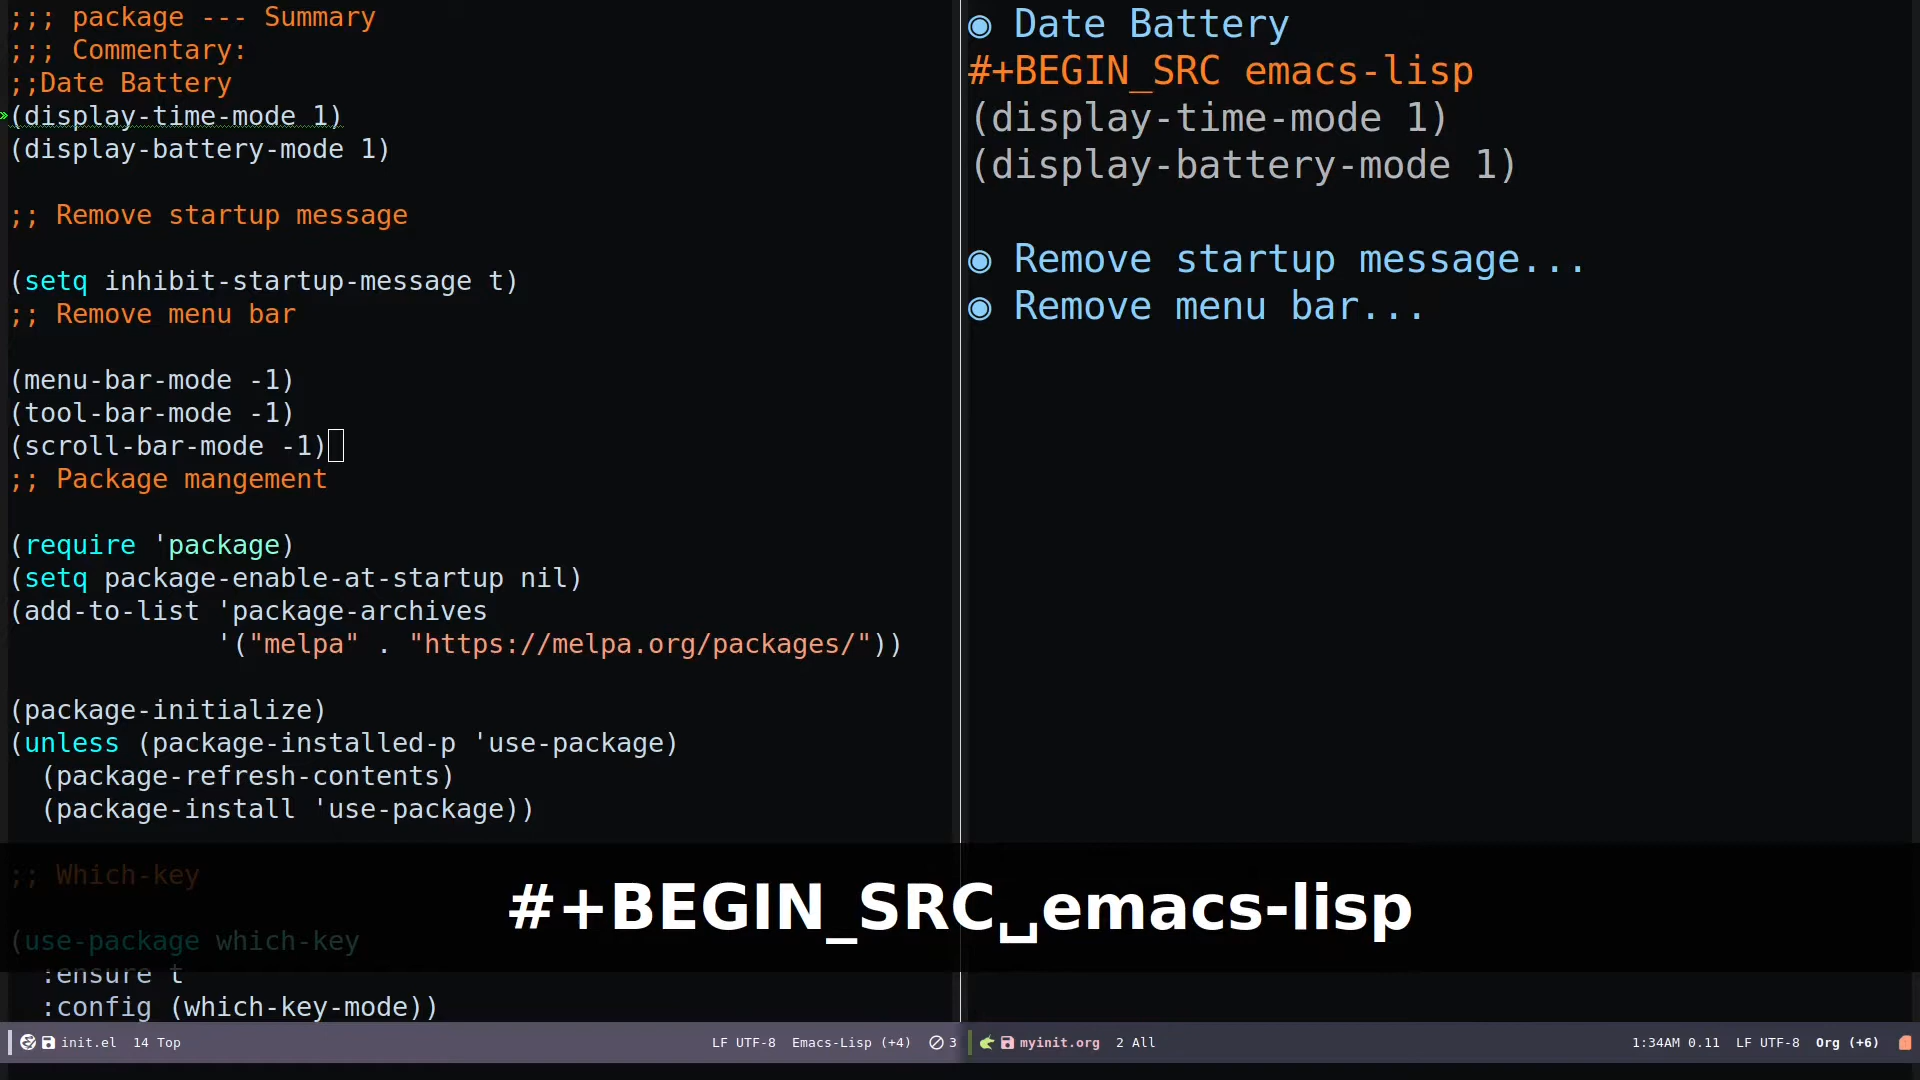 ;;; package --- Summary
;;; Commentary:
;;Date Battery
(display-time-mode 1)
(display-battery-mode 1)
;; Remove startup message
(setq inhibit-startup-message t)
;; Remove menu bar
(menu-bar-mode -1)
(tool-bar-mode -1)
(scroll-bar-mode -1)
;; Package mangement
(require 'package)
(setq package-enable-at-startup nil)
(add-to-list 'package-archives
'("melpa" . "https://melpa.org/packages/"))
(package-initialize)
(unless (package-installed-p 'use-package)
(package-refresh-contents)
(package-install 'use-package))
;; Which-key
(use-package which-key
:ensure t
:config (which-key-mode))
init.el 14 Top LF UTF-8 Emacs-Lisp (+4) 3
◉ Date Battery
#+BEGIN_SRC emacs-lisp
(display-time-mode 1)
(display-battery-mode 1)
◉ Remove startup message...
◉ Remove menu bar...
myinit.org 2 All 1:34AM 0.11 LF UTF-8 Org (+6)
#+BEGIN_SRC␣emacs-lisp